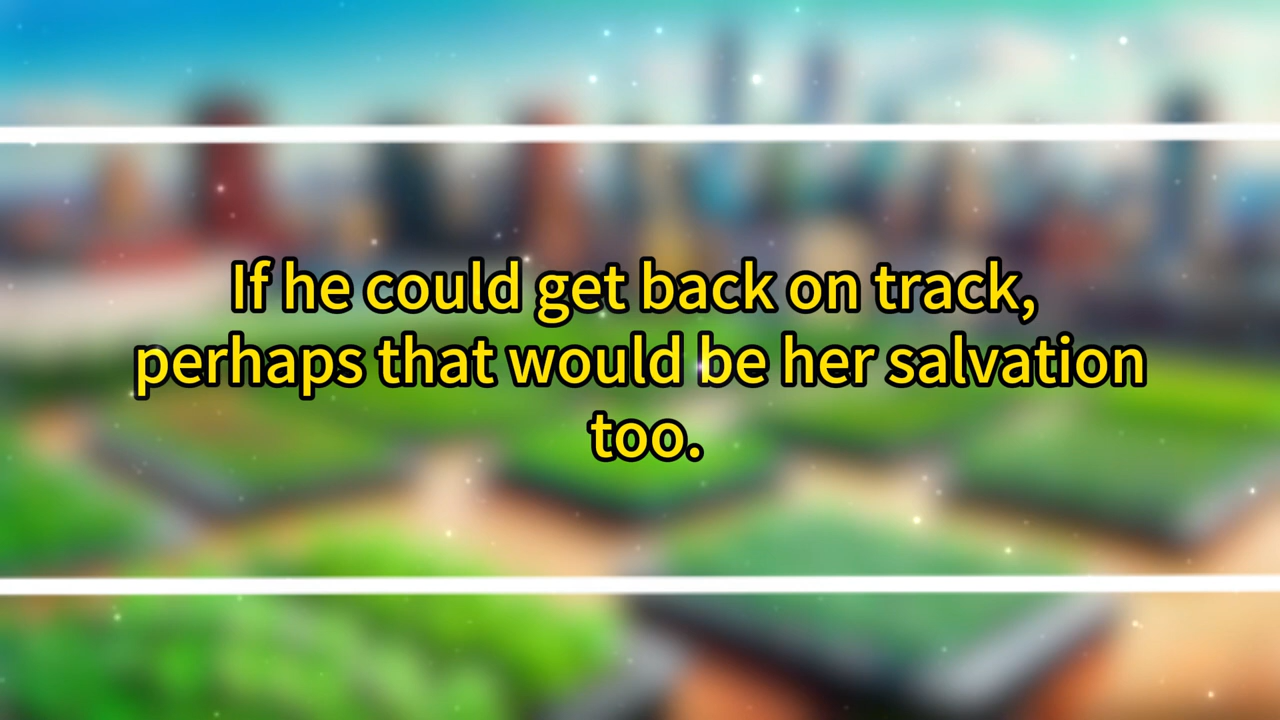 If he could get back on track,
perhaps that would be her salvation
too.